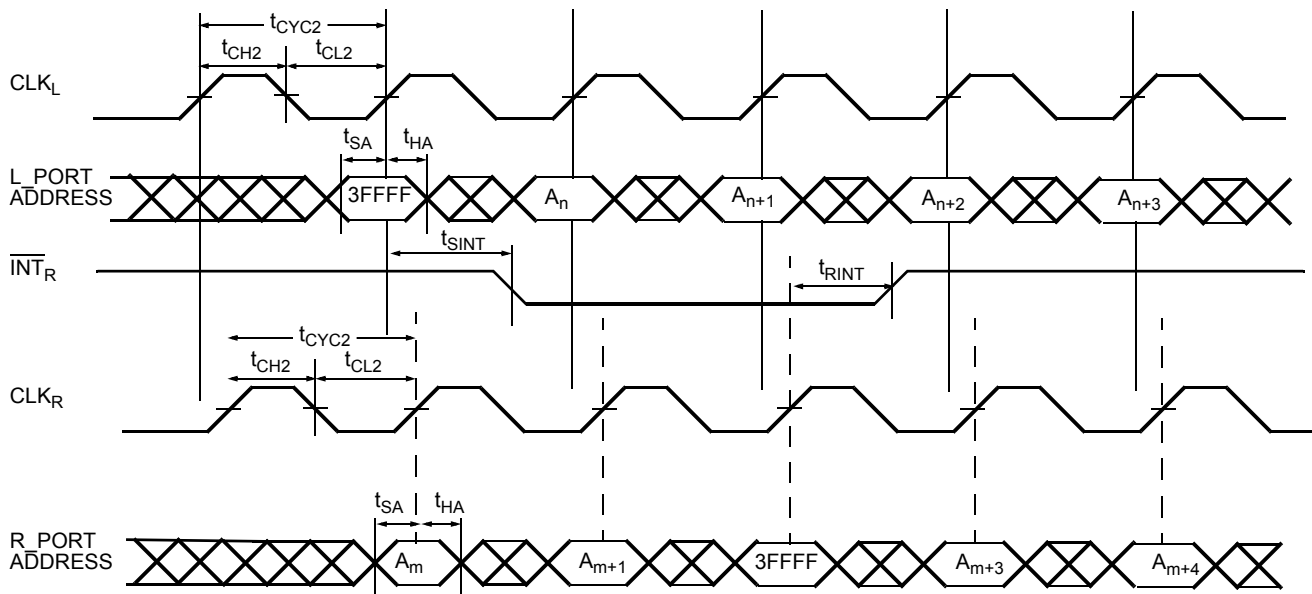 tCYC2
tCH2 tCL2
CLKL
tSA tHA
L_PORT
ADDRESS
3FFFF An An+1 An+2 An+3
tSINT
INTR
tRINT
tCYC2
tCH2 tCL2
CLKR
tSA tHA
R_PORT
ADDRESS
Am Am+1 3FFFF Am+3 Am+4